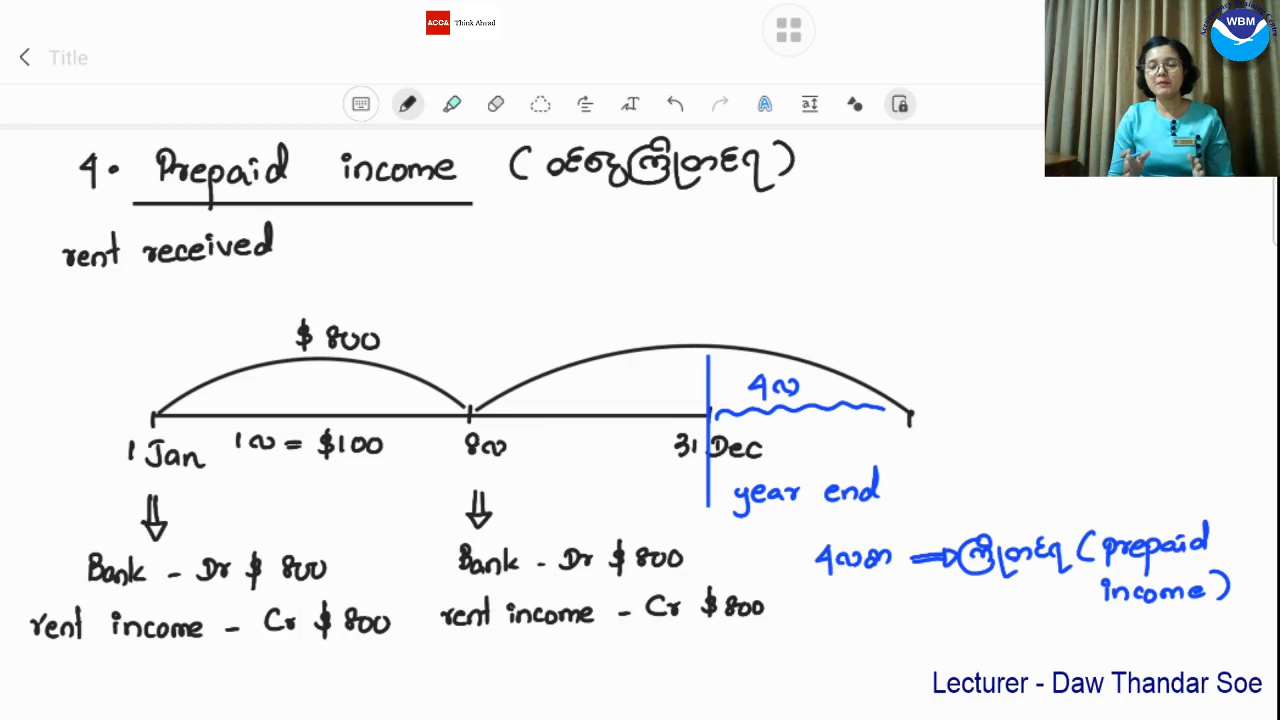 ACCA Think Ahead
WBM
Title
4. Prepaid income (ဝင်ငွေကြိုတင်ရ)
rent received
$ 800
4လ
1 Jan 1လ = $100 8လ 31 Dec
year end
Bank - Dr $ 800 Bank - Dr $ 800
rent income - Cr $ 800 rent income - Cr $ 800
4လစာ ⇒ ကြိုတင်ရ (prepaid
income)
Lecturer - Daw Thandar Soe